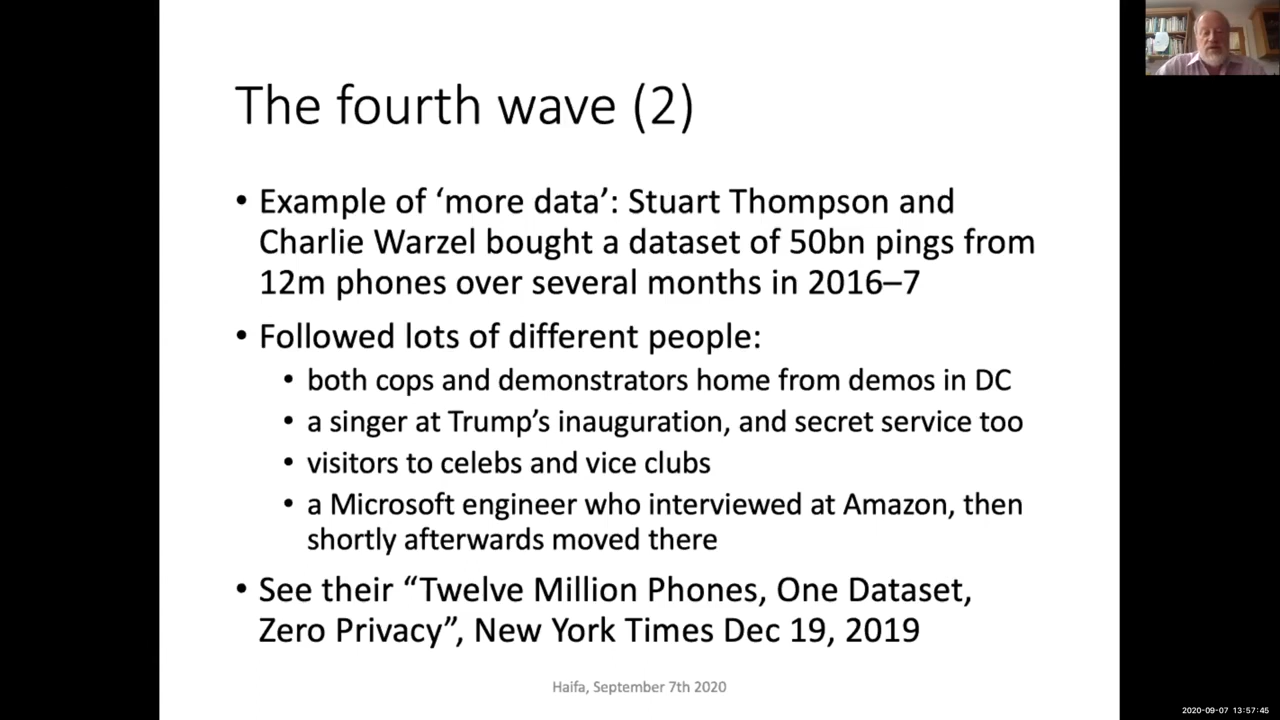 The fourth wave (2)
• Example of ‘more data’: Stuart Thompson and
Charlie Warzel bought a dataset of 50bn pings from
12m phones over several months in 2016–7
• Followed lots of different people:
• both cops and demonstrators home from demos in DC
• a singer at Trump’s inauguration, and secret service too
• visitors to celebs and vice clubs
• a Microsoft engineer who interviewed at Amazon, then
shortly afterwards moved there
• See their “Twelve Million Phones, One Dataset,
Zero Privacy”, New York Times Dec 19, 2019
Haifa, September 7th 2020
2020-09-07 13:57:45